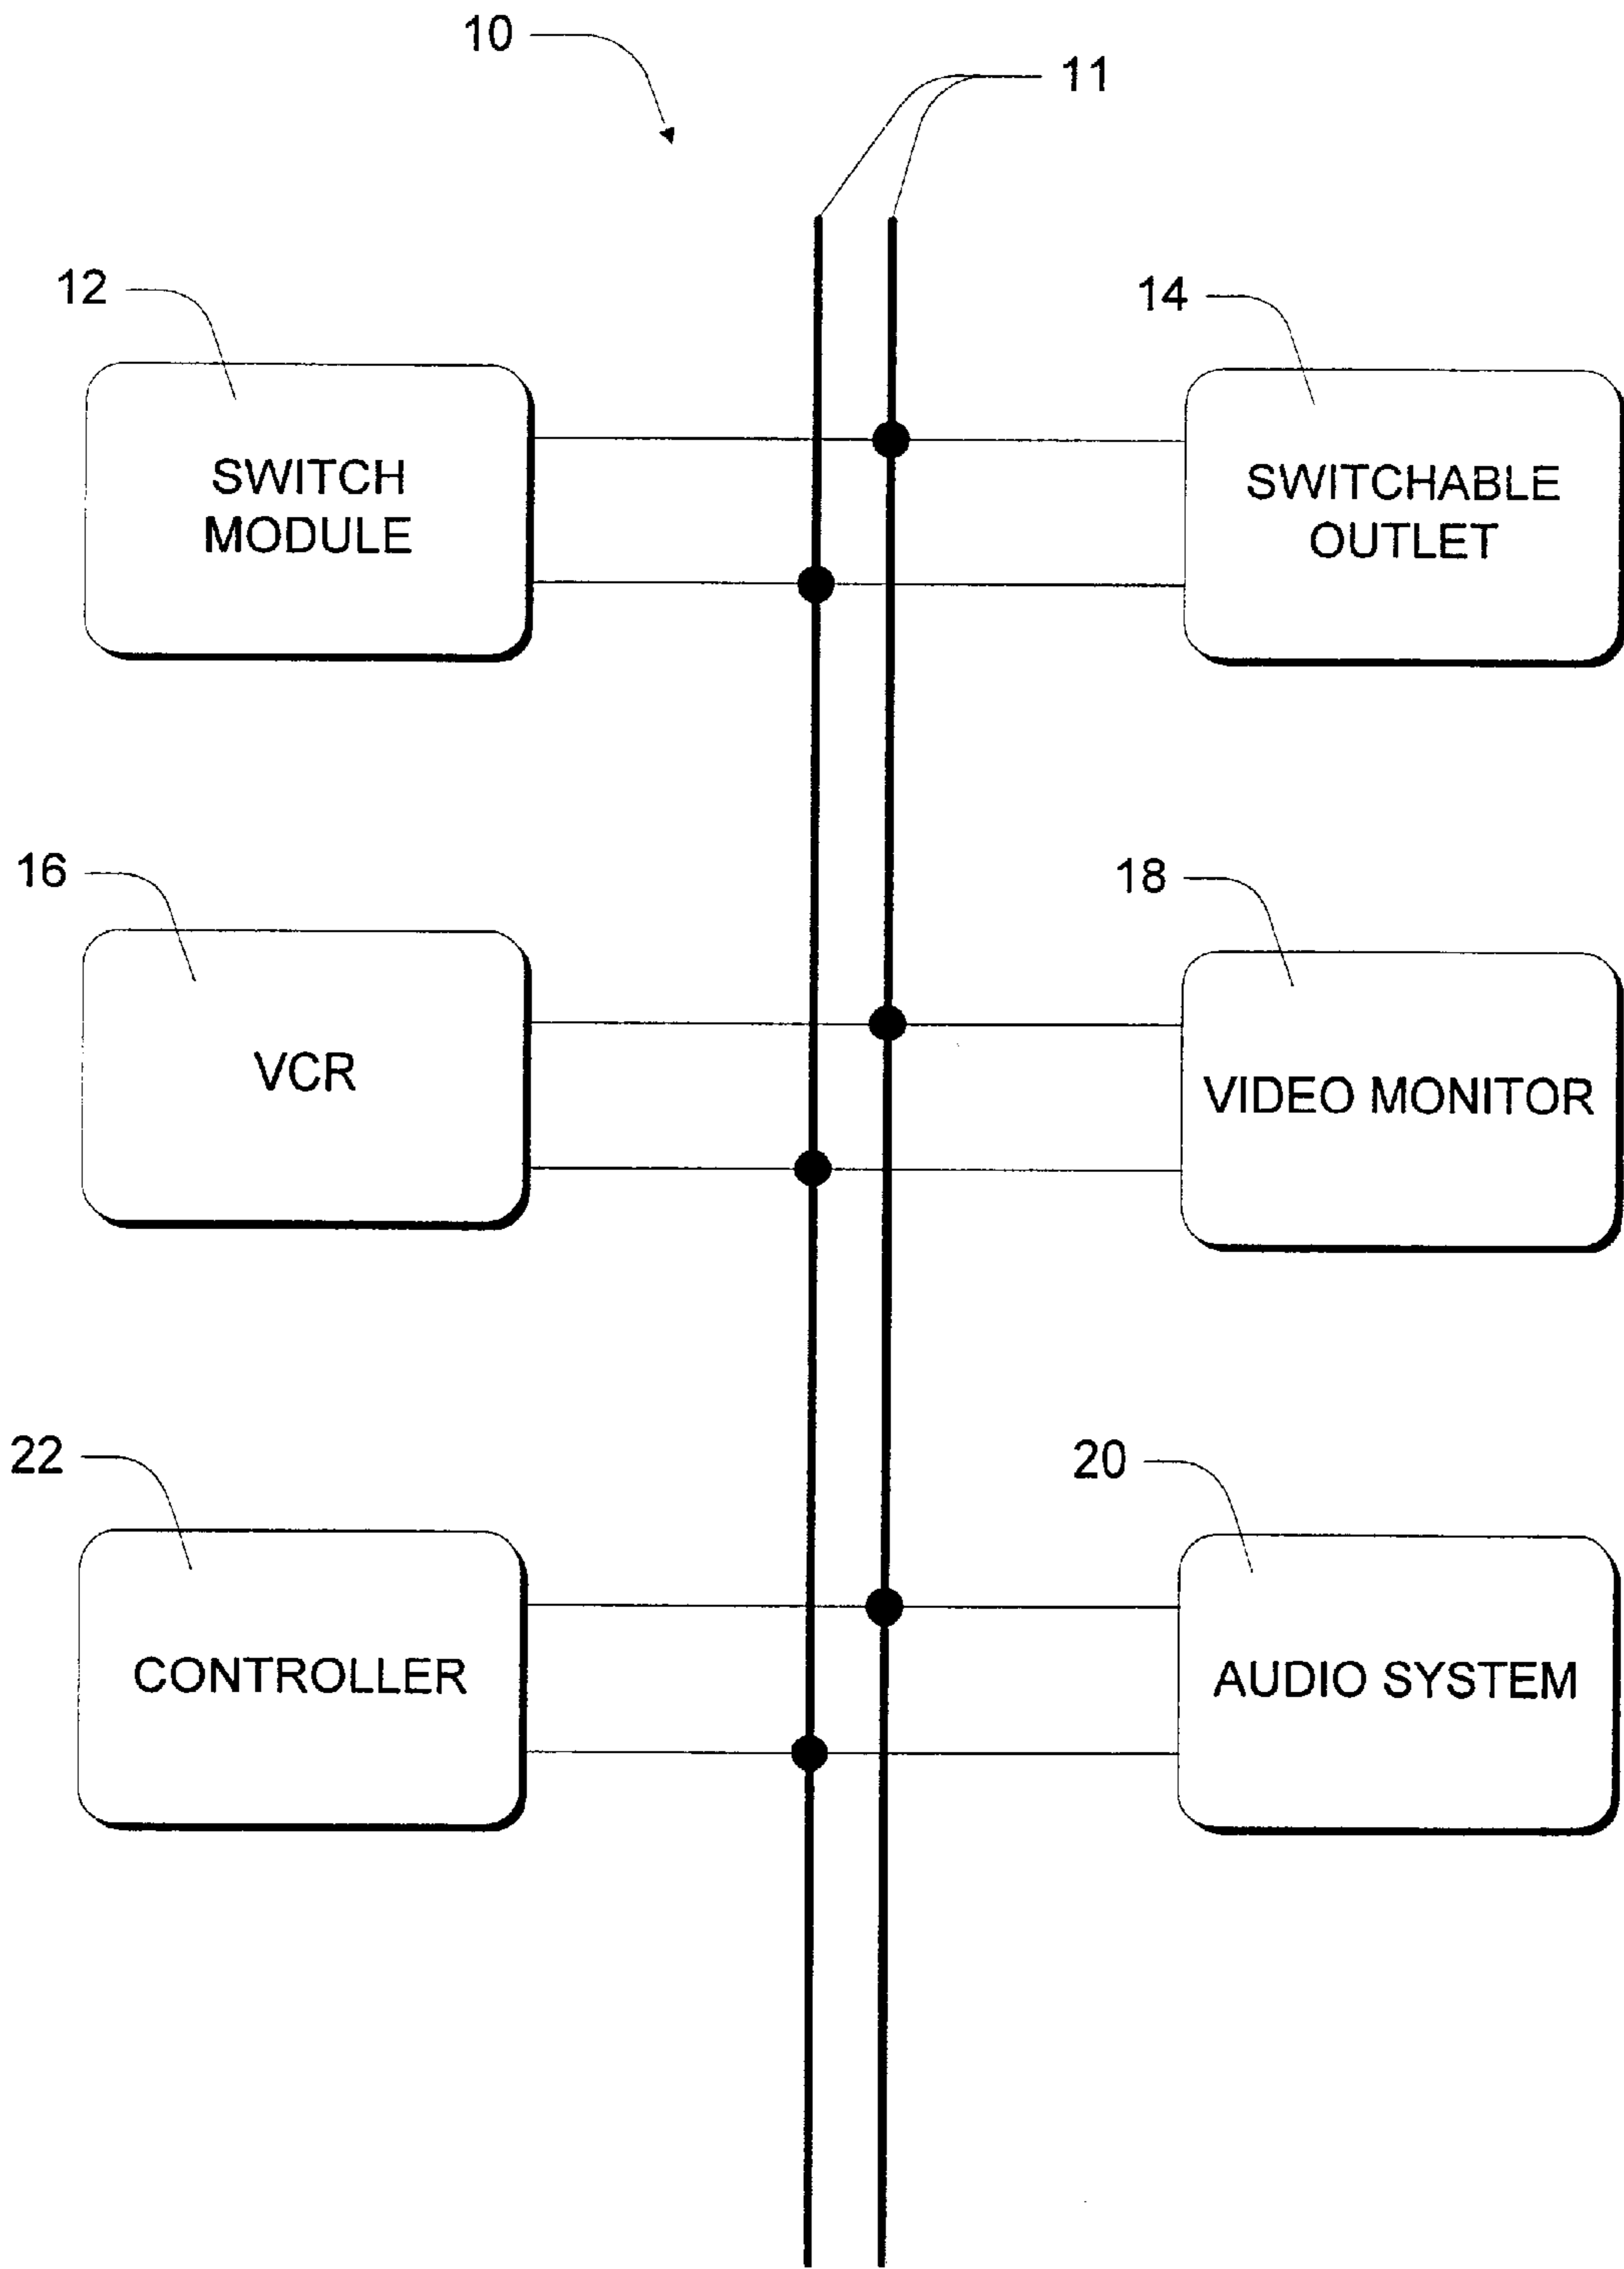 10
11
12
14
SWITCH
MODULE
SWITCHABLE
OUTLET
16
18
VCR
VIDEO MONITOR
22
20
CONTROLLER
AUDIO SYSTEM